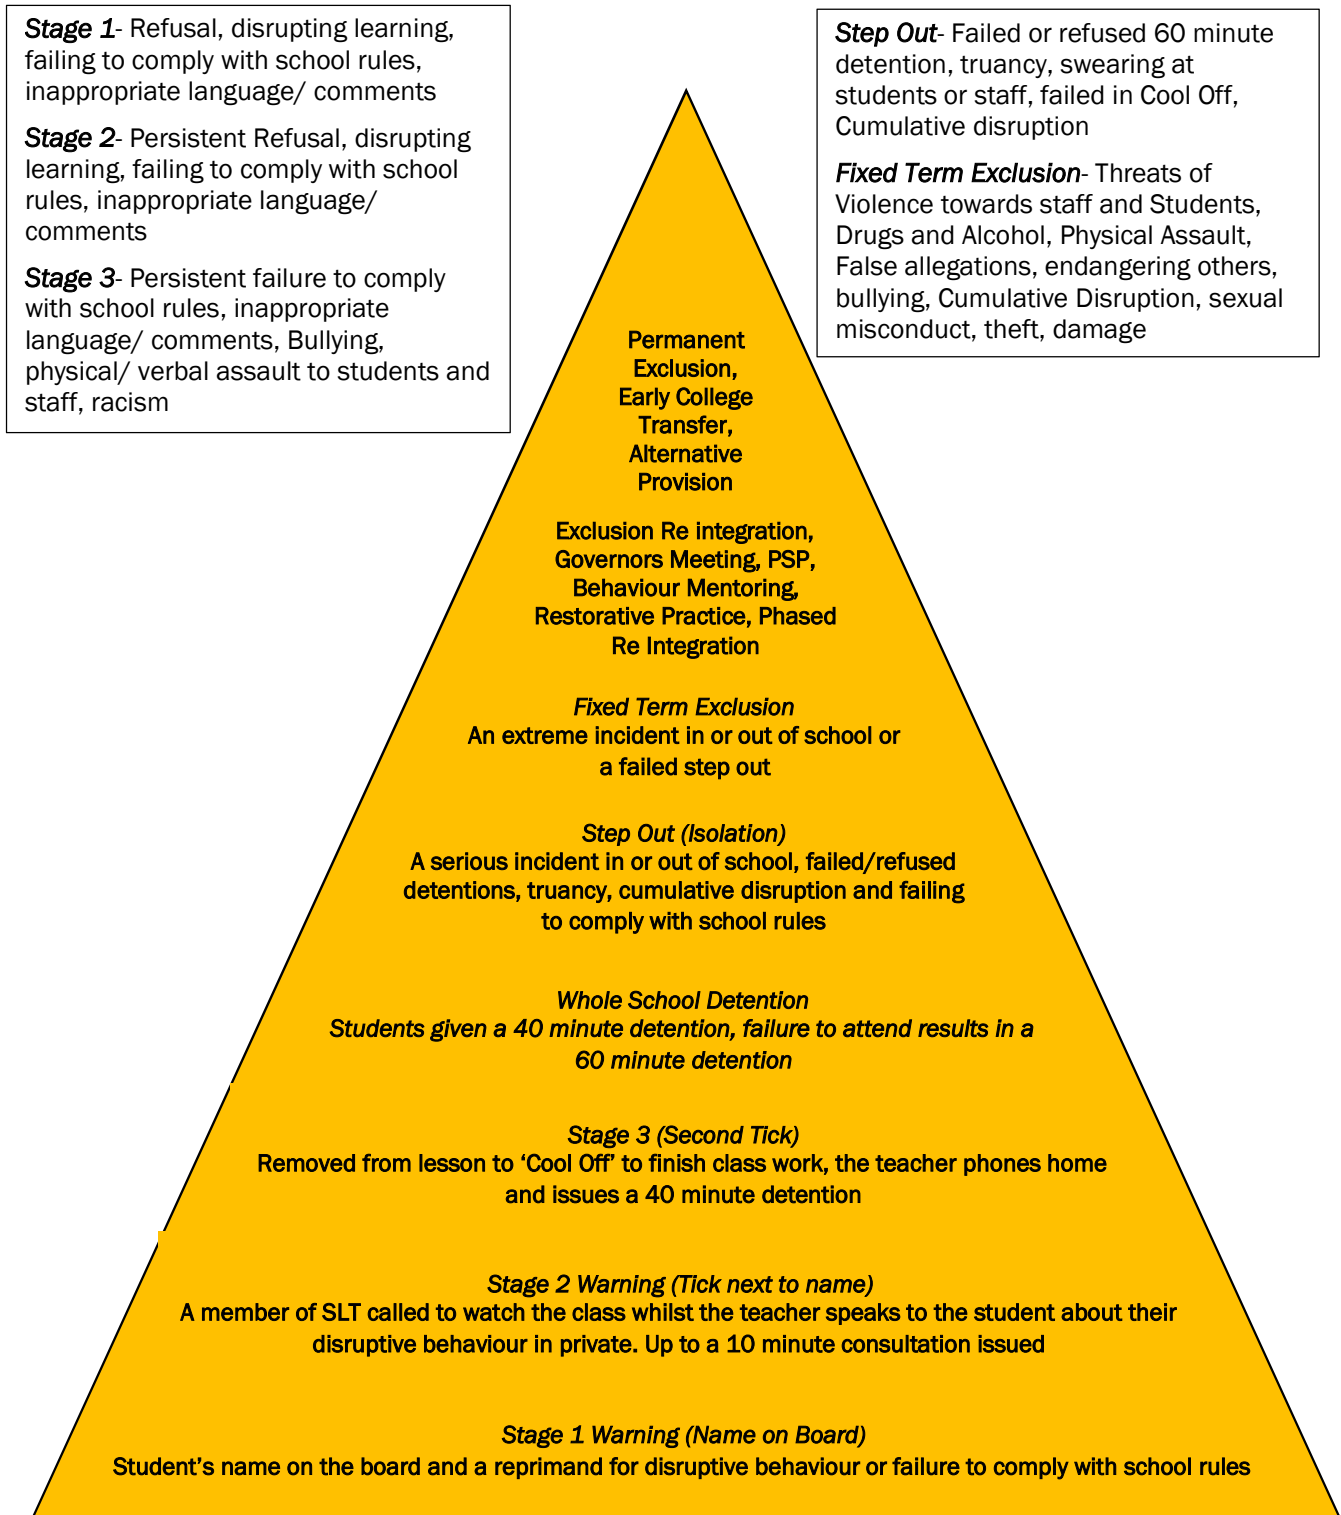 Stage 1- Refusal, disrupting learning,
failing to comply with school rules,
inappropriate language/ comments
Stage 2- Persistent Refusal, disrupting
learning, failing to comply with school
rules, inappropriate language/
comments
Stage 3- Persistent failure to comply
with school rules, inappropriate
language/ comments, Bullying,
physical/ verbal assault to students and
staff, racism
Step Out- Failed or refused 60 minute
detention, truancy, swearing at
students or staff, failed in Cool Off,
Cumulative disruption
Fixed Term Exclusion- Threats of
Violence towards staff and Students,
Drugs and Alcohol, Physical Assault,
False allegations, endangering others,
bullying, Cumulative Disruption, sexual
misconduct, theft, damage
Permanent
Exclusion,
Early College
Transfer,
Alternative
Provision
Exclusion Re integration,
Governors Meeting, PSP,
Behaviour Mentoring,
Restorative Practice, Phased
Re Integration
Fixed Term Exclusion
An extreme incident in or out of school or
a failed step out
Step Out (Isolation)
A serious incident in or out of school, failed/refused
detentions, truancy, cumulative disruption and failing
to comply with school rules
Whole School Detention
Students given a 40 minute detention, failure to attend results in a
60 minute detention
Stage 3 (Second Tick)
Removed from lesson to ‘Cool Off’ to finish class work, the teacher phones home
and issues a 40 minute detention
Stage 2 Warning (Tick next to name)
A member of SLT called to watch the class whilst the teacher speaks to the student about their
disruptive behaviour in private. Up to a 10 minute consultation issued
Stage 1 Warning (Name on Board)
Student’s name on the board and a reprimand for disruptive behaviour or failure to comply with school rules